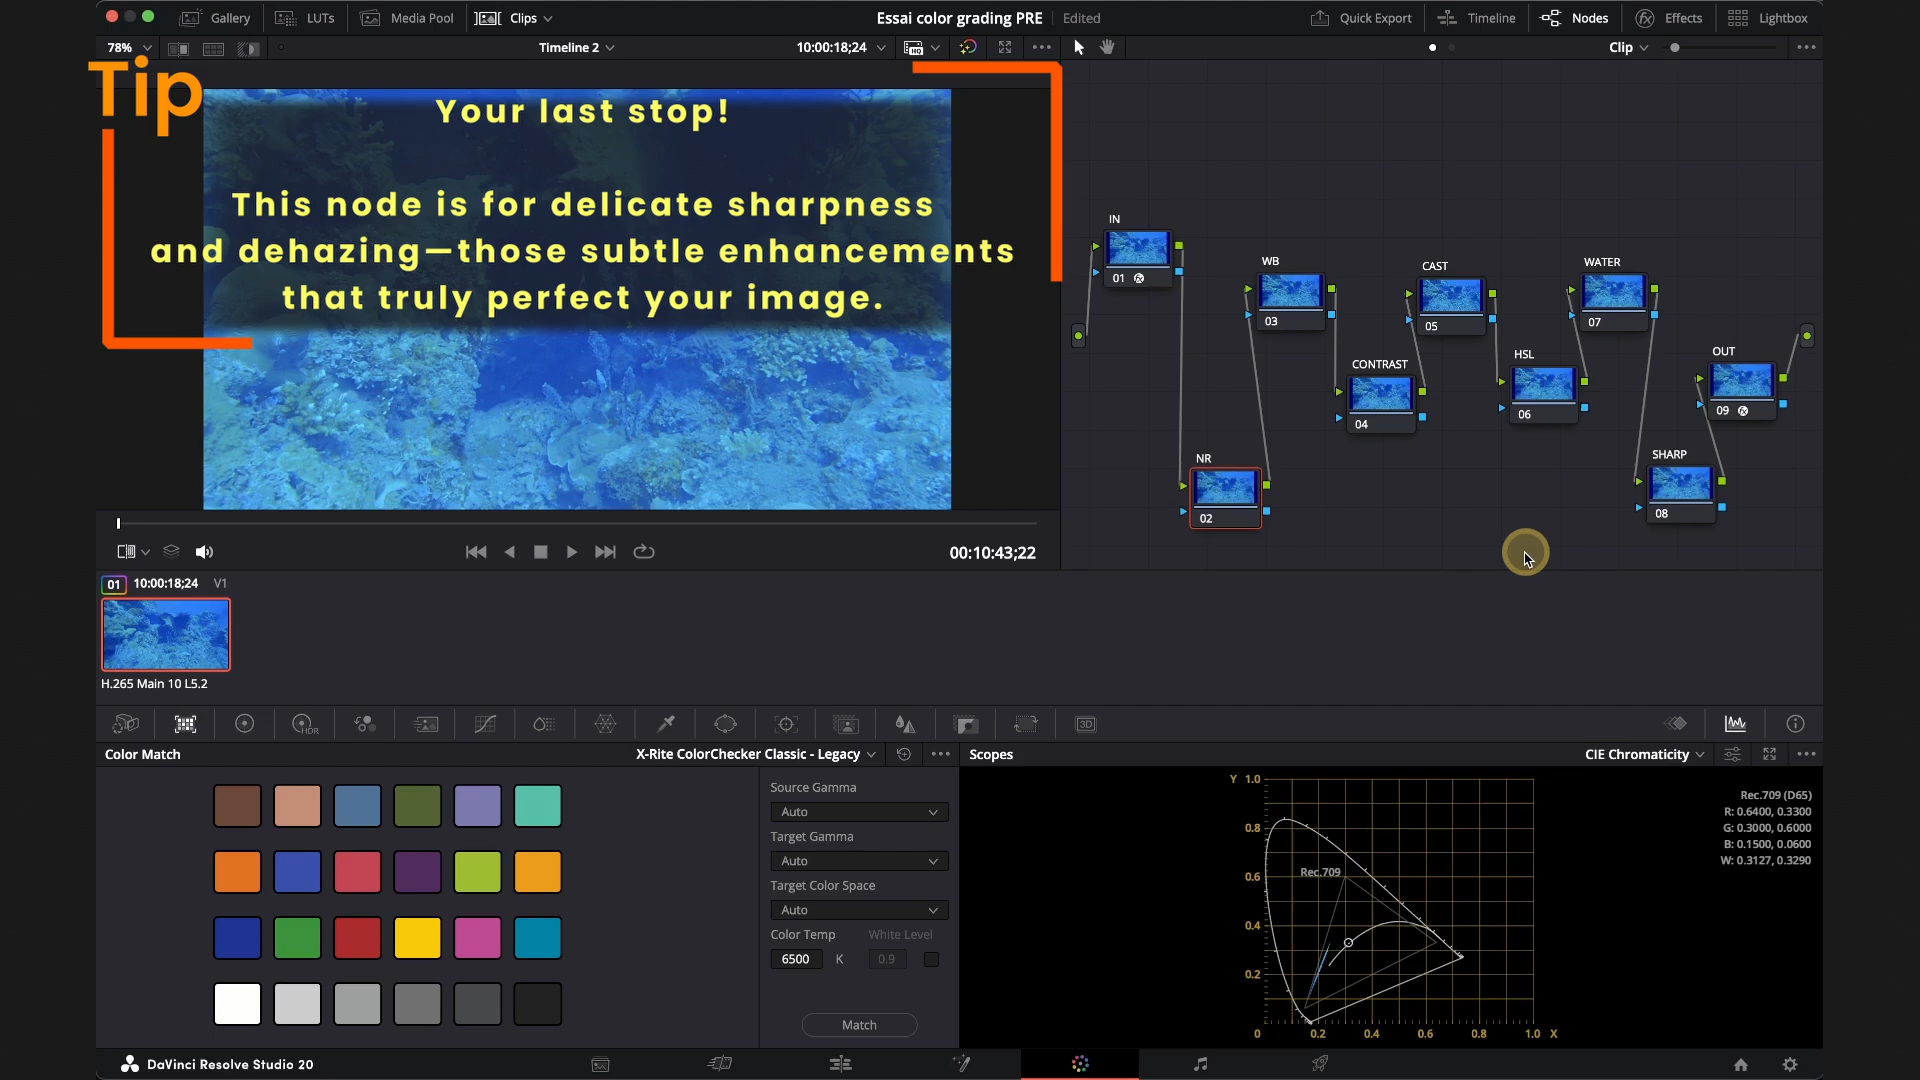 Gallery
LUTs
Media Pool
Clips
Essai color grading PRE
Edited
Quick Export
Timeline
Nodes
Effects
Lightbox
78%
Timeline 2
10:00:18;24
Clip
Tip
Your last stop!
This node is for delicate sharpness
and dehazing—those subtle enhancements
that truly perfect your image.
IN
01
WB
03
CAST
05
WATER
07
CONTRAST
04
HSL
06
OUT
09
NR
02
SHARP
08
00:10:43;22
01 10:00:18;24 V1
H.265 Main 10 L5.2
HDR
3D
Color Match
X-Rite ColorChecker Classic - Legacy
Scopes
CIE Chromaticity
Source Gamma
Auto
Target Gamma
Auto
Target Color Space
Auto
Color Temp
White Level
6500 K
0.9
Match
Y 1.0
0.8
0.6
0.4
0.2
0 0.2 0.4 0.6 0.8 1.0 X
Rec.709
Rec.709 (D65)
R: 0.6400, 0.3300
G: 0.3000, 0.6000
B: 0.1500, 0.0600
W: 0.3127, 0.3290
DaVinci Resolve Studio 20